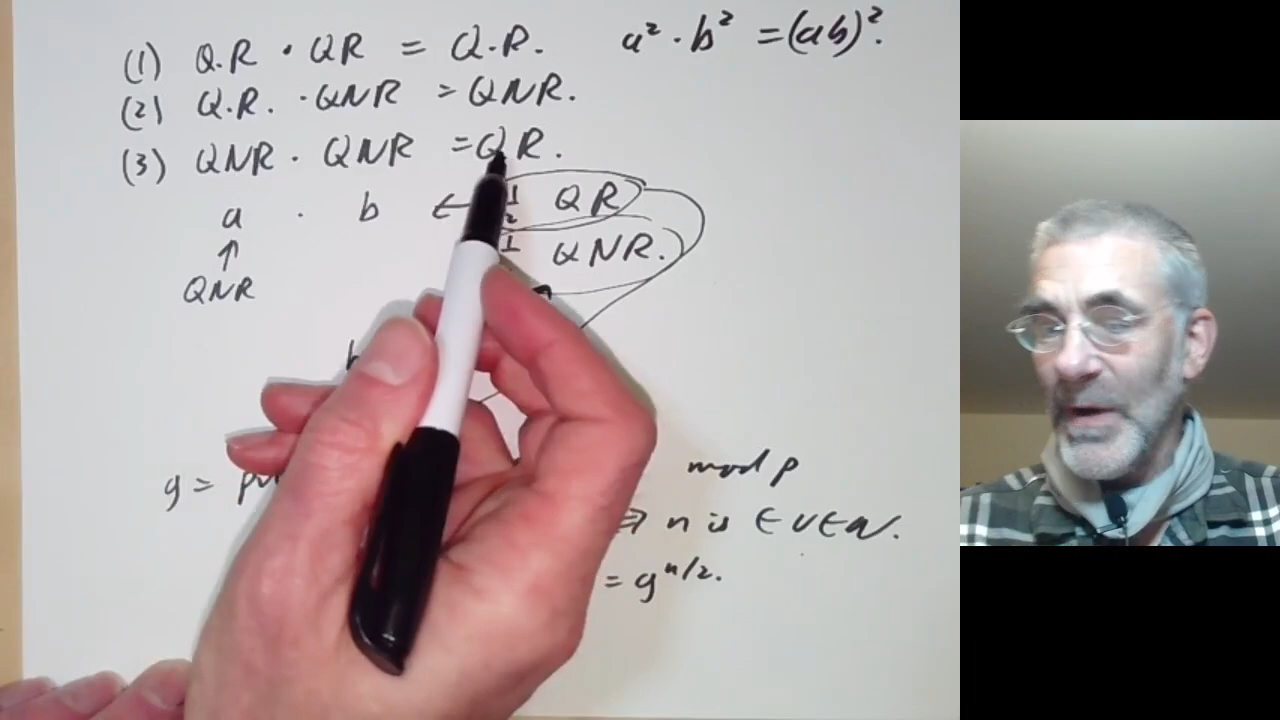 (1) Q.R • QR = Q.R. a² · b² = (ab)².
(2) Q.R. · QNR = QNR.
(3) QNR · QNR = QR.
a · b ← QR
↑ QNR.
QNR
g = mod p
⇒ n is EVEN.
= g^n/2.